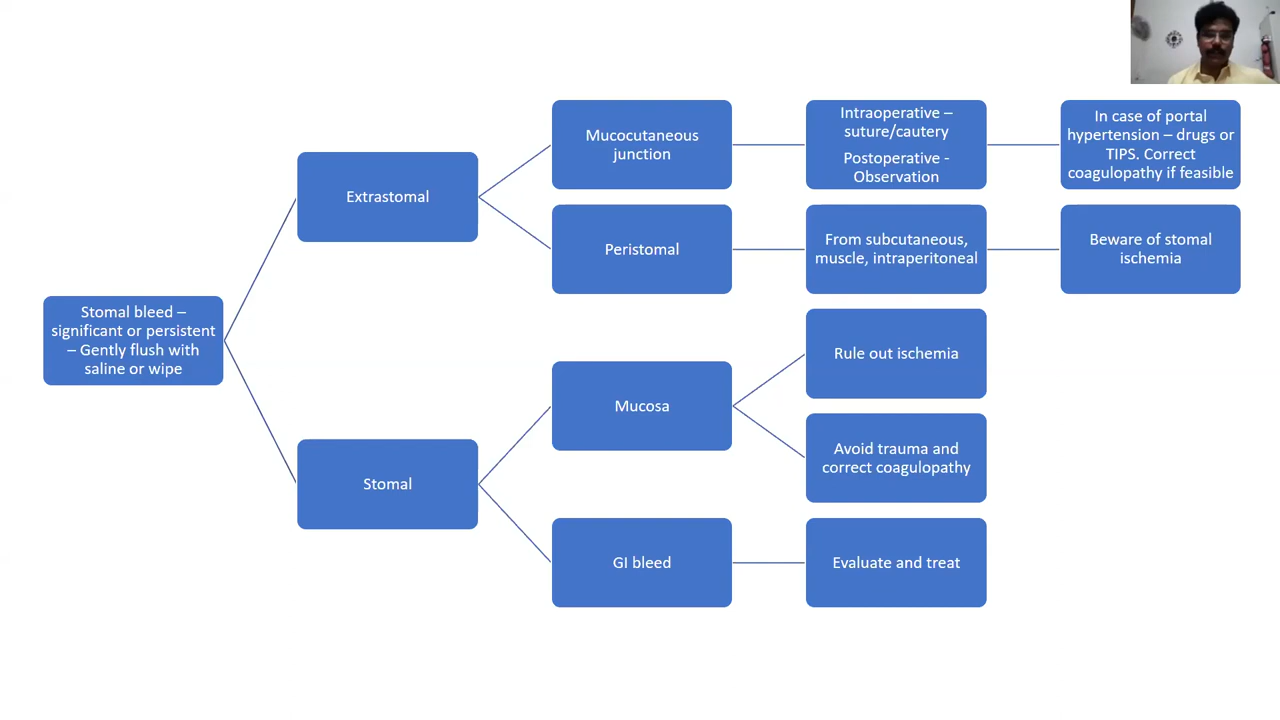 Stomal bleed –
significant or persistent
– Gently flush with
saline or wipe
Extrastomal
Mucocutaneous
junction
Intraoperative –
suture/cautery
Postoperative -
Observation
In case of portal
hypertension – drugs or
TIPS. Correct
coagulopathy if feasible
Peristomal
From subcutaneous,
muscle, intraperitoneal
Beware of stomal
ischemia
Stomal
Mucosa
Rule out ischemia
Avoid trauma and
correct coagulopathy
GI bleed
Evaluate and treat